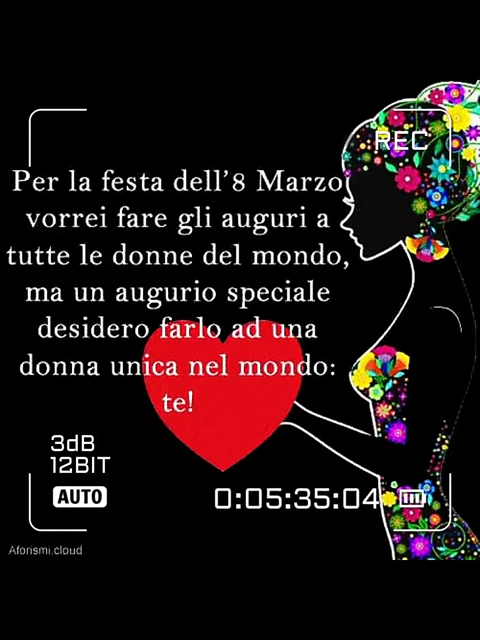 REC
Per la festa dell'8 Marzo
vorrei fare gli auguri a
tutte le donne del mondo,
ma un augurio speciale
desidero farlo ad una
donna unica nel mondo:
te!
3dB
12BIT
AUTO
0:05:35:04
Aforismi.cloud